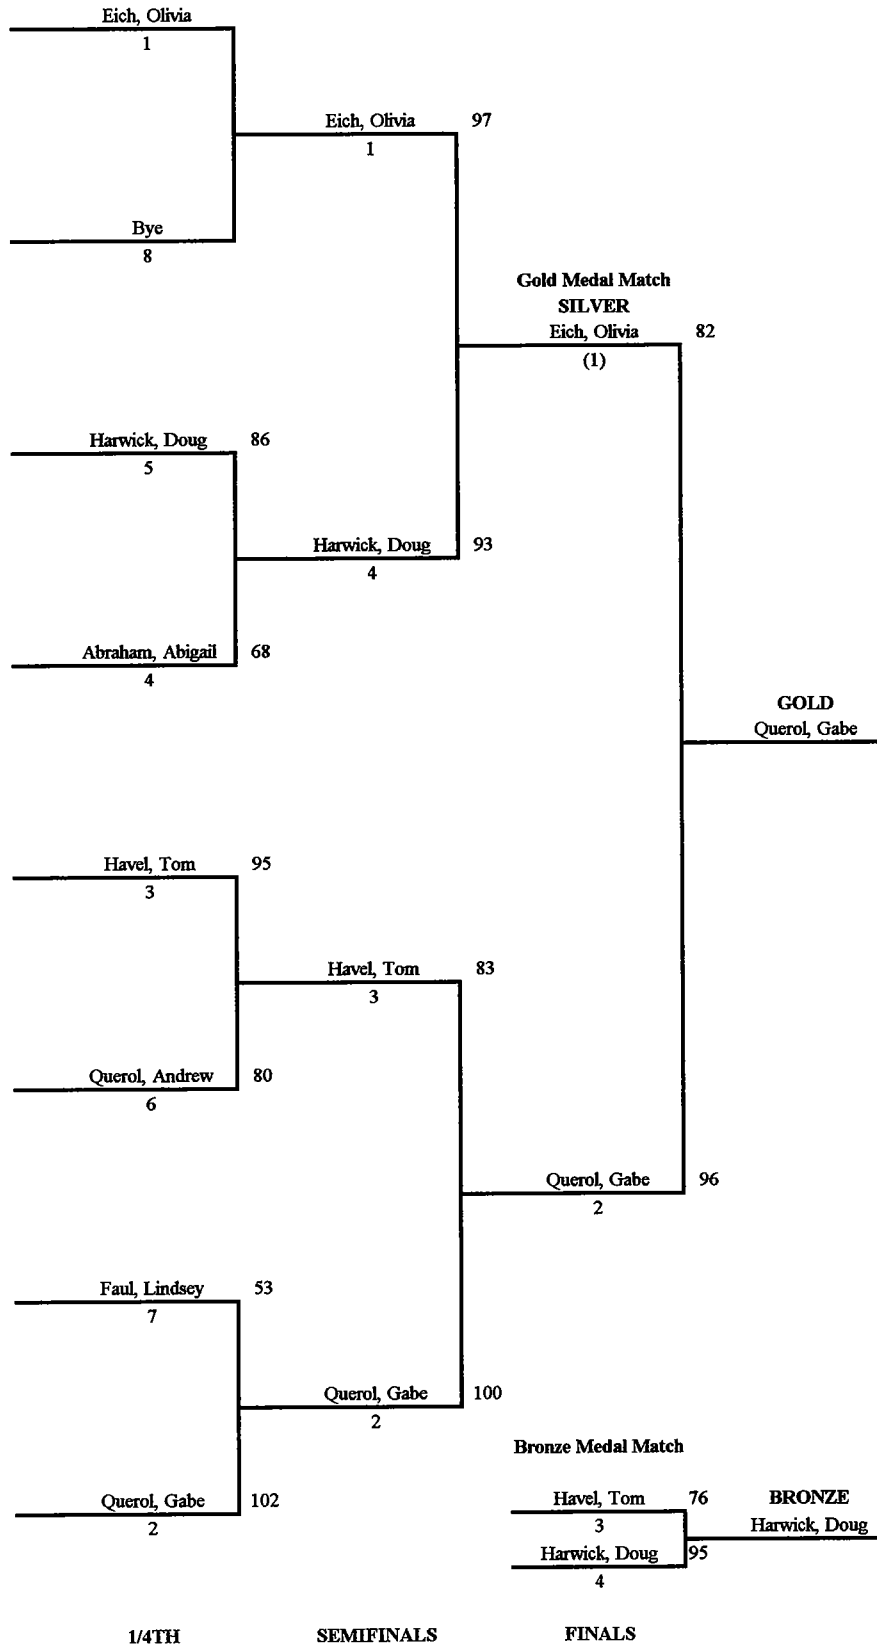 Eich, Olivia
1
Eich, Olivia 97
1
Bye
8
Gold Medal Match
SILVER
Eich, Olivia 82
(1)
Harwick, Doug 86
5
Harwick, Doug 93
4
Abraham, Abigail 68
4
GOLD
Querol, Gabe
Havel, Tom 95
3
Havel, Tom 83
3
Querol, Andrew 80
6
Querol, Gabe 96
2
Faul, Lindsey 53
7
Querol, Gabe 100
2
Bronze Medal Match
Querol, Gabe 102
2
Havel, Tom 76
3
BRONZE
Harwick, Doug
Harwick, Doug 95
4
1/4TH SEMIFINALS FINALS